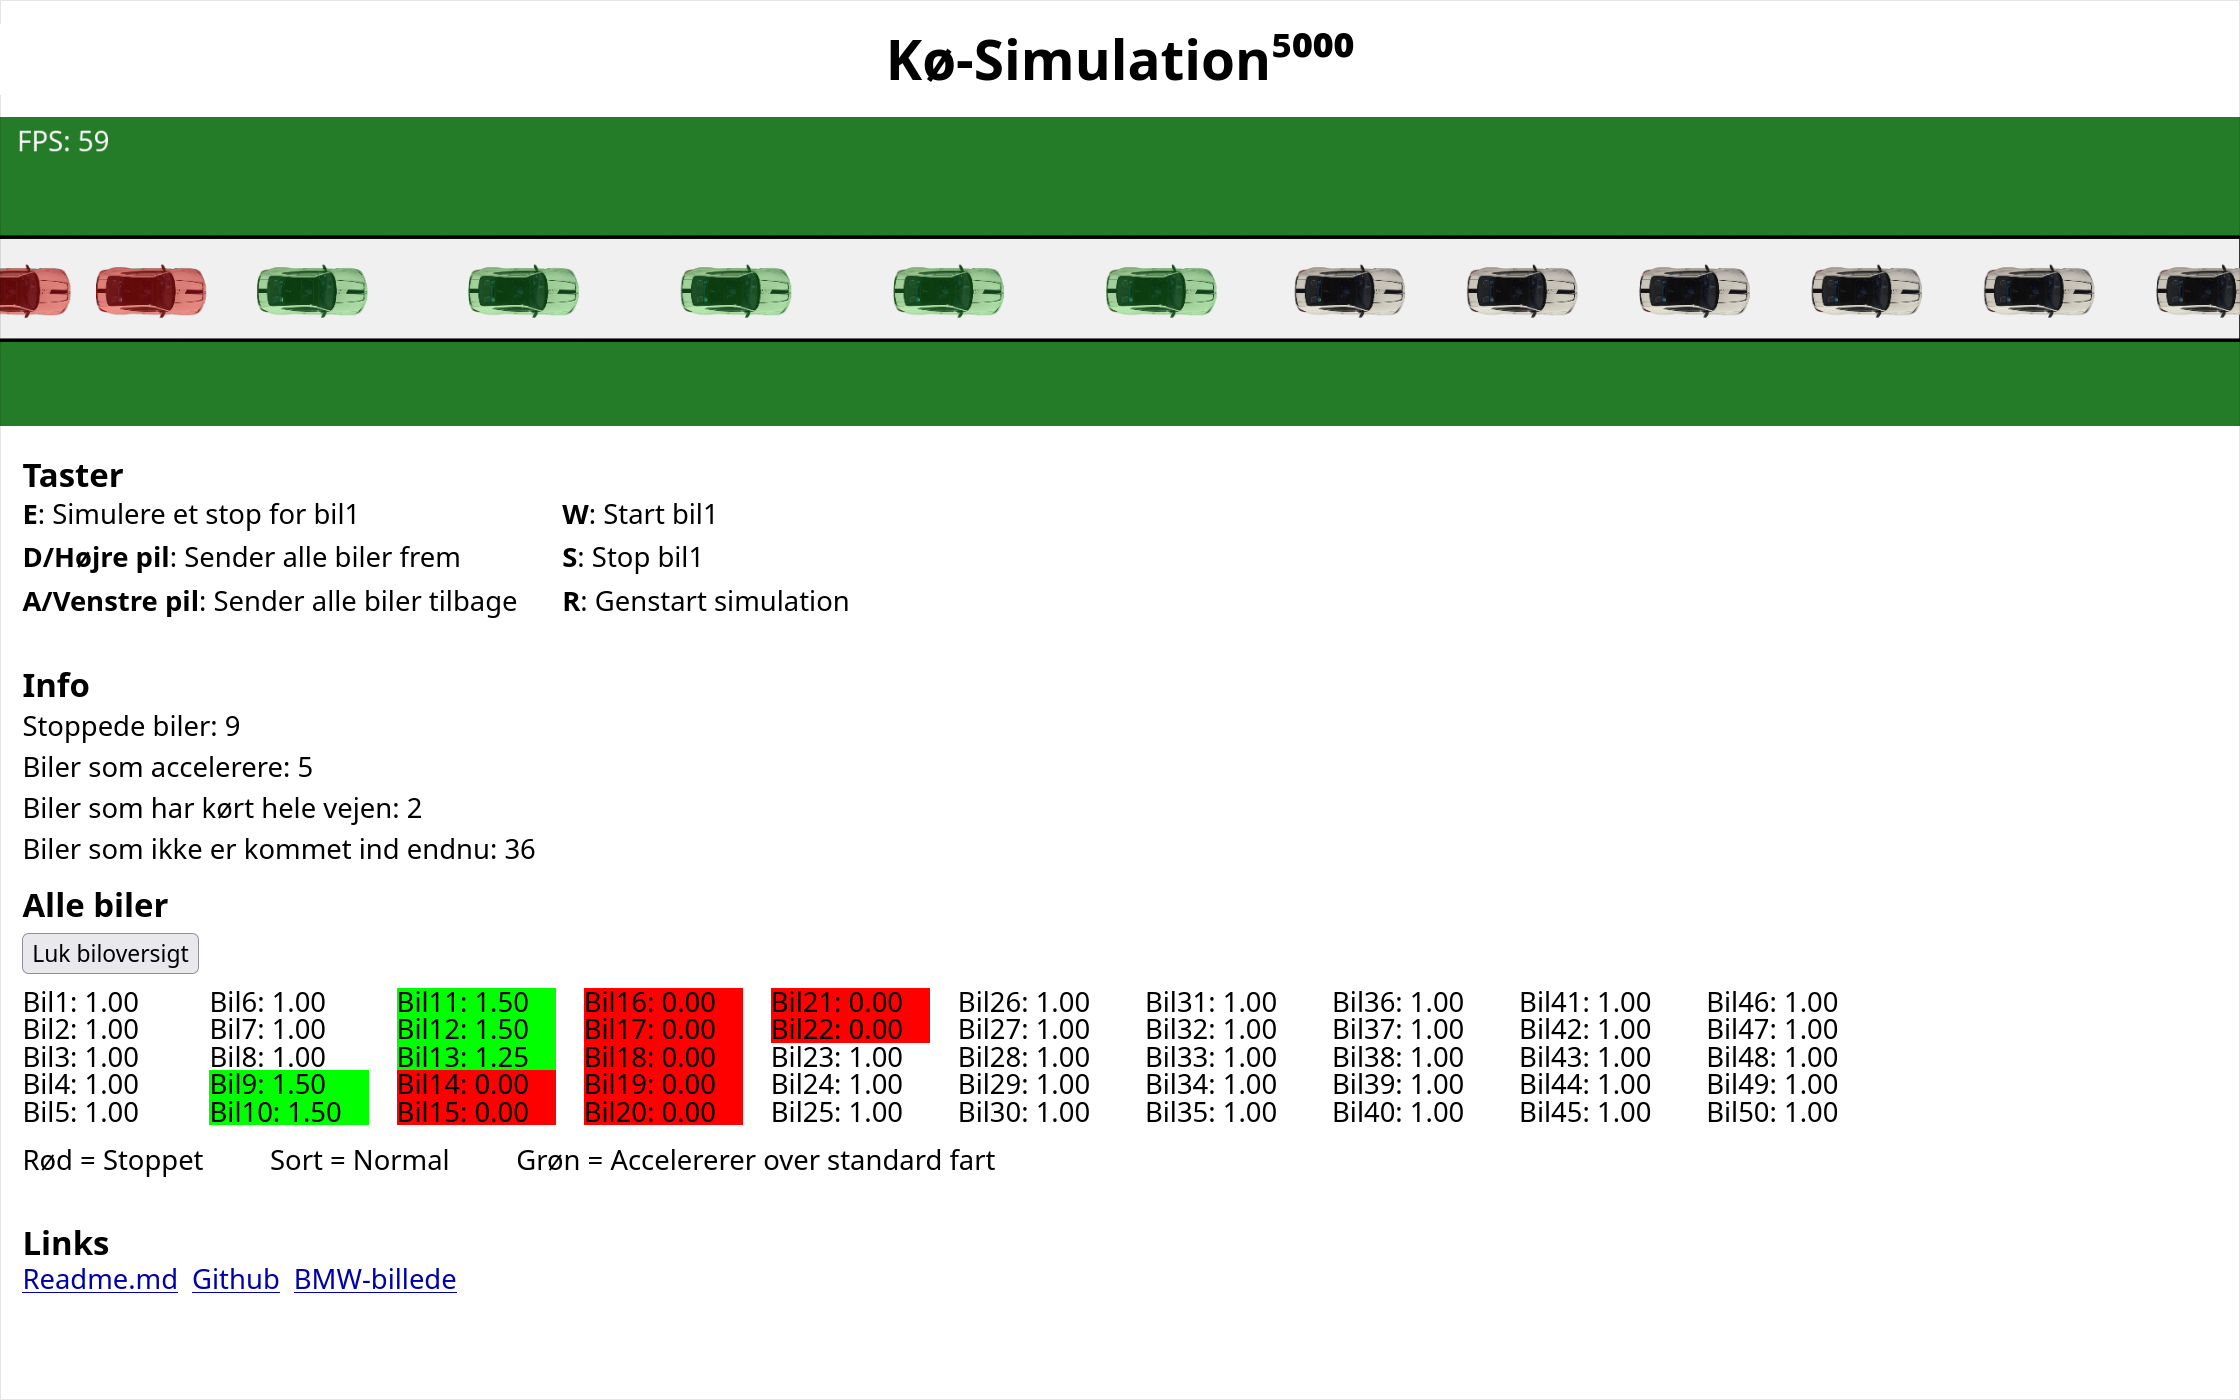 Kø-Simulation⁵⁰⁰⁰
FPS: 59
Taster
E: Simulere et stop for bil1 W: Start bil1
D/Højre pil: Sender alle biler frem S: Stop bil1
A/Venstre pil: Sender alle biler tilbage R: Genstart simulation
Info
Stoppede biler: 9
Biler som accelerere: 5
Biler som har kørt hele vejen: 2
Biler som ikke er kommet ind endnu: 36
Alle biler
Luk biloversigt
Bil1: 1.00 Bil6: 1.00 Bil11: 1.50 Bil16: 0.00 Bil21: 0.00 Bil26: 1.00 Bil31: 1.00 Bil36: 1.00 Bil41: 1.00 Bil46: 1.00
Bil2: 1.00 Bil7: 1.00 Bil12: 1.50 Bil17: 0.00 Bil22: 0.00 Bil27: 1.00 Bil32: 1.00 Bil37: 1.00 Bil42: 1.00 Bil47: 1.00
Bil3: 1.00 Bil8: 1.00 Bil13: 1.25 Bil18: 0.00 Bil23: 1.00 Bil28: 1.00 Bil33: 1.00 Bil38: 1.00 Bil43: 1.00 Bil48: 1.00
Bil4: 1.00 Bil9: 1.50 Bil14: 0.00 Bil19: 0.00 Bil24: 1.00 Bil29: 1.00 Bil34: 1.00 Bil39: 1.00 Bil44: 1.00 Bil49: 1.00
Bil5: 1.00 Bil10: 1.50 Bil15: 0.00 Bil20: 0.00 Bil25: 1.00 Bil30: 1.00 Bil35: 1.00 Bil40: 1.00 Bil45: 1.00 Bil50: 1.00
Rød = Stoppet Sort = Normal Grøn = Accelererer over standard fart
Links
Readme.md Github BMW-billede